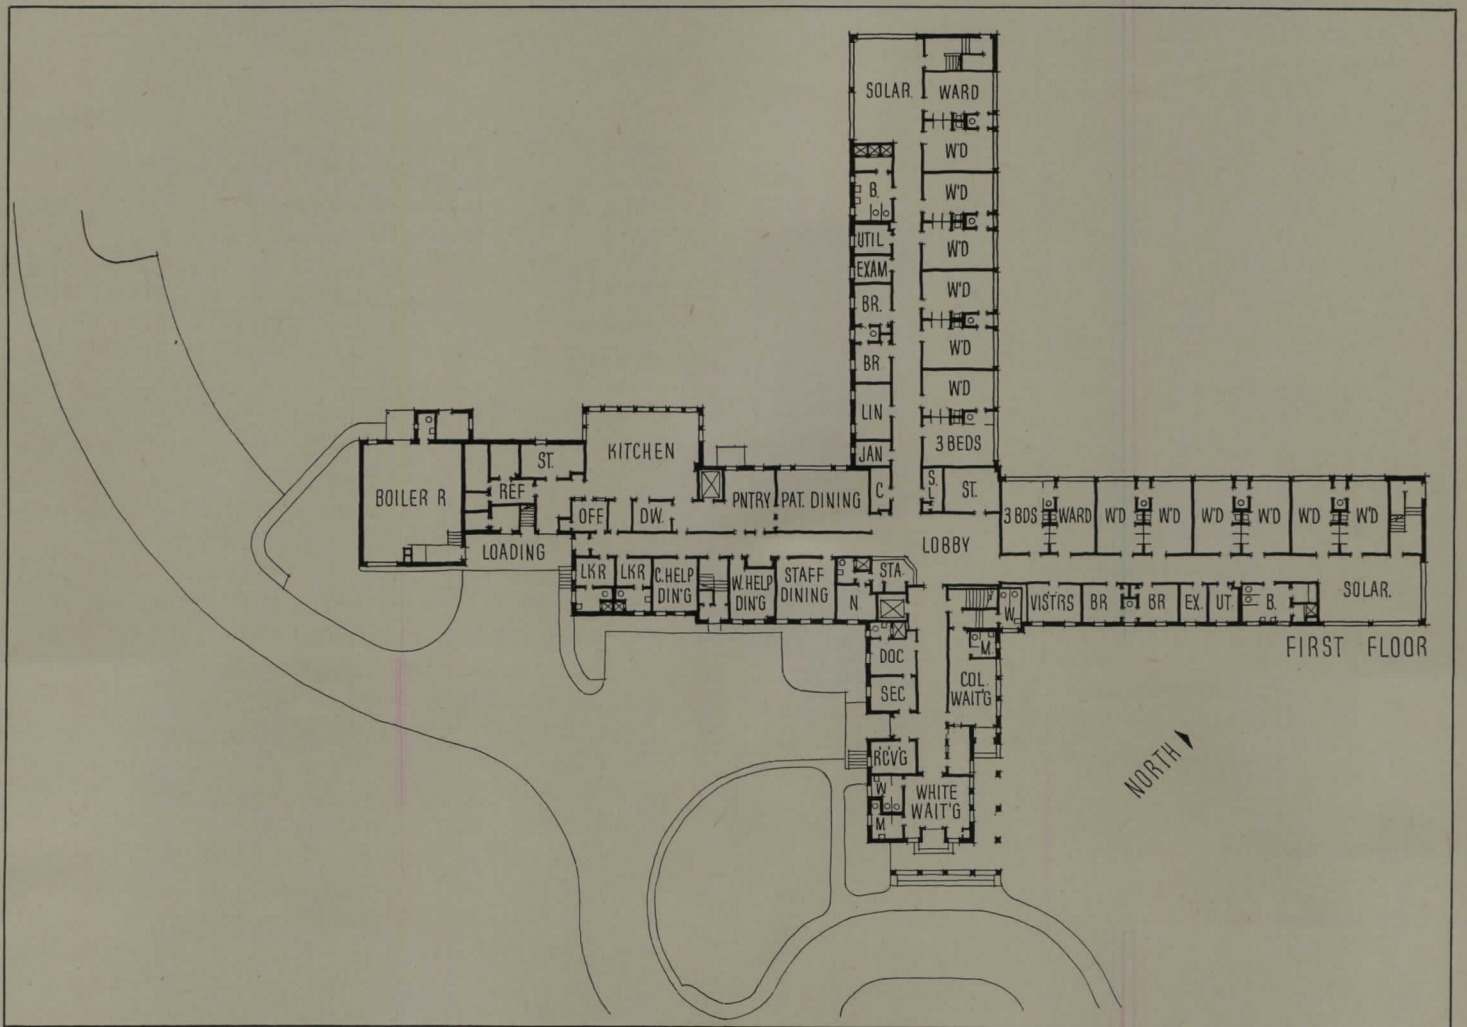 SOLAR.
WARD
W'D
B.
W'D
UTIL
W'D
EXAM
BR.
W'D
BR
W'D
W'D
LIN
3 BEDS
JAN
KITCHEN
ST.
BOILER R
REF
PNTRY
PAT. DINING
C
S.
L
ST.
3 BDS
WARD
W'D
W'D
W'D
W'D
W'D
W'D
OFF
DW.
LOADING
LOBBY
LKR
LKR
C. HELP
DIN'G
W. HELP
DIN'G
STAFF
DINING
STA.
N.
W.
VISTRS
BR
BR
EX.
UT.
B.
SOLAR.
FIRST FLOOR
DOC
M.
SEC
COL.
WAIT'G
RCV'G
W
WHITE
WAIT'G
M
NORTH